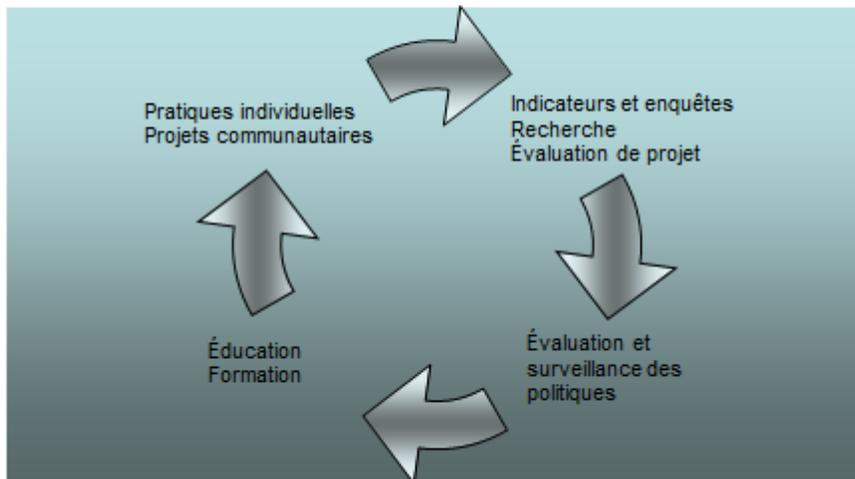 Pratiques individuelles
Projets communautaires
Indicateurs et enquêtes
Recherche
Évaluation de projet
Évaluation et
surveillance des
politiques
Éducation
Formation